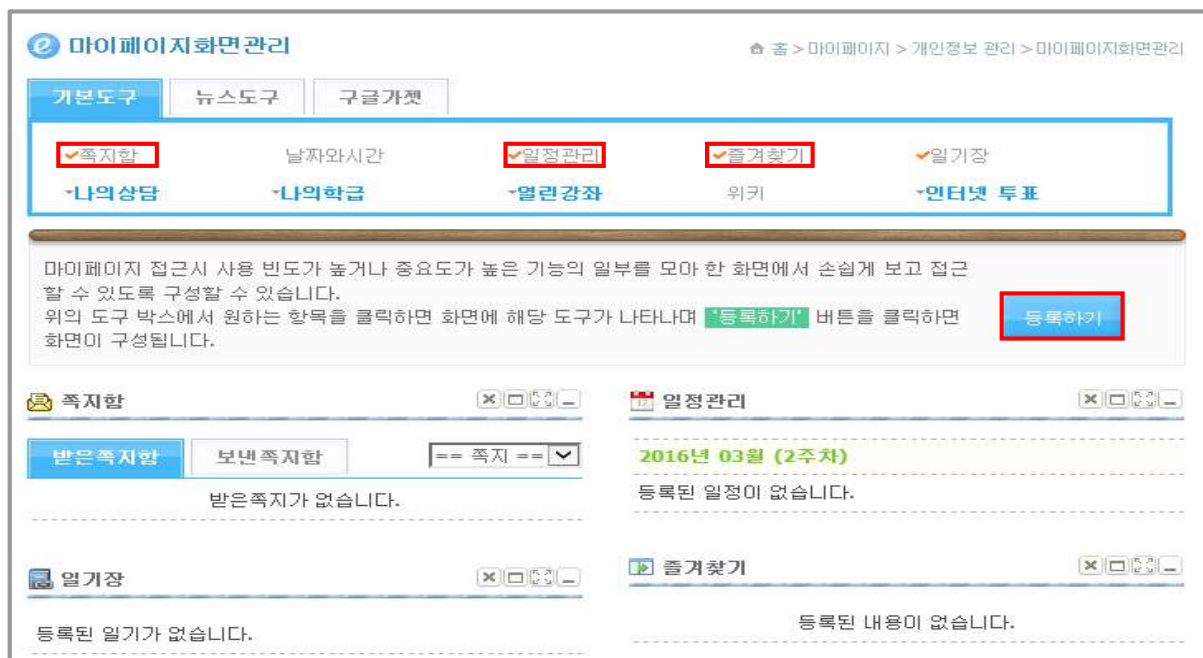 마이페이지화면관리
홈 > 마이페이지 > 개인정보 관리 > 마이페이지화면관리
기본도구 뉴스도구 구글가젯
쪽지함 날짜와시간 일정관리 즐겨찾기 일기장
나의상담 나의학급 열린강좌 위키 인터넷 투표
마이페이지 접근시 사용 빈도가 높거나 중요도가 높은 기능의 일부를 모아 한 화면에서 손쉽게 보고 접근
할 수 있도록 구성할 수 있습니다.
위의 도구 박스에서 원하는 항목을 클릭하면 화면에 해당 도구가 나타나며 '등록하기' 버튼을 클릭하면
화면이 구성됩니다.
등록하기
쪽지함
받은쪽지함 보낸쪽지함 == 쪽지 ==
받은쪽지가 없습니다.
일정관리
2016년 03월 (2주차)
등록된 일정이 없습니다.
일기장
등록된 일기가 없습니다.
즐겨찾기
등록된 내용이 없습니다.